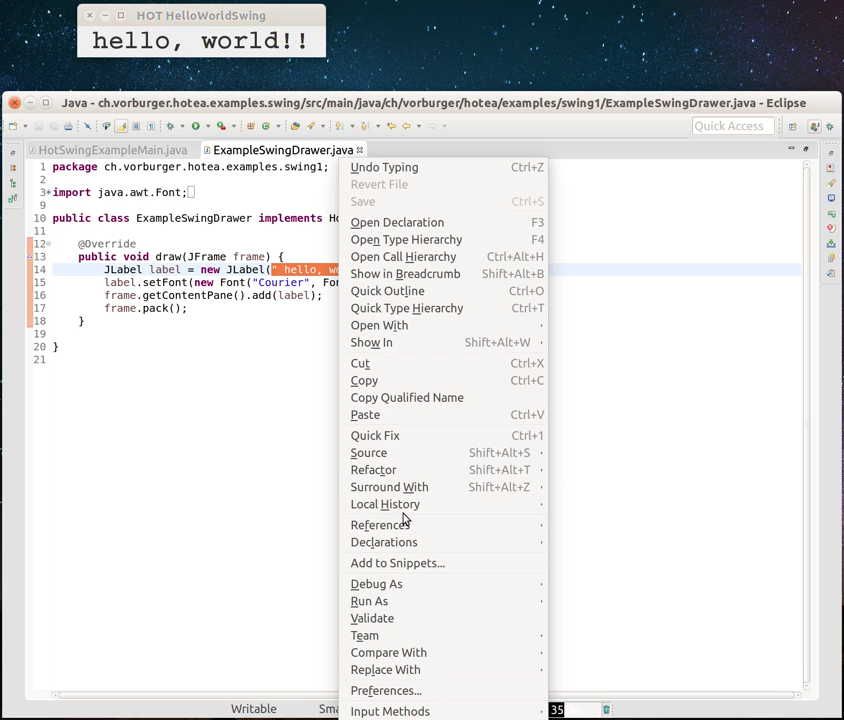 HOT HelloWorldSwing
hello, world!!
Java - ch.vorburger.hotea.examples.swing/src/main/java/ch/vorburger/hotea/examples/swing1/ExampleSwingDrawer.java - Eclipse
Quick Access
HotSwingExampleMain.java
ExampleSwingDrawer.java
1 package ch.vorburger.hotea.examples.swing1;
2
3 import java.awt.Font;
9
10 public class ExampleSwingDrawer implements Ho
11
12 @Override
13 public void draw(JFrame frame) {
14 JLabel label = new JLabel(" hello, wo
15 label.setFont(new Font("Courier", Fon
16 frame.getContentPane().add(label);
17 frame.pack();
18 }
19
20 }
21
Undo Typing Ctrl+Z
Revert File
Save Ctrl+S
Open Declaration F3
Open Type Hierarchy F4
Open Call Hierarchy Ctrl+Alt+H
Show in Breadcrumb Shift+Alt+B
Quick Outline Ctrl+O
Quick Type Hierarchy Ctrl+T
Open With
Show In Shift+Alt+W
Cut Ctrl+X
Copy Ctrl+C
Copy Qualified Name
Paste Ctrl+V
Quick Fix Ctrl+1
Source Shift+Alt+S
Refactor Shift+Alt+T
Surround With Shift+Alt+Z
Local History
References
Declarations
Add to Snippets...
Debug As
Run As
Validate
Team
Compare With
Replace With
Preferences...
Input Methods
Writable
Sma
35